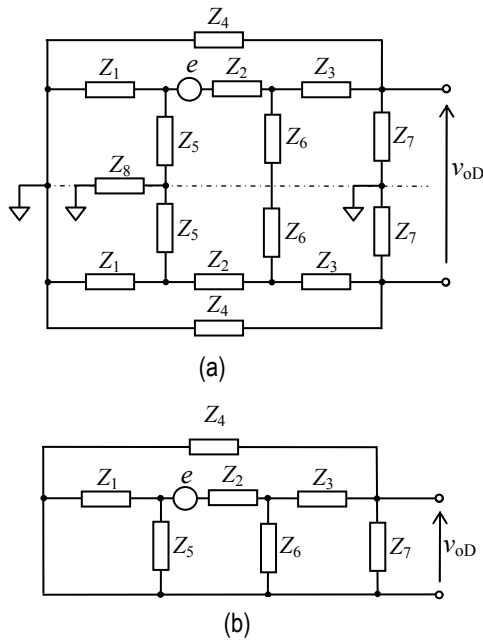 Z4
Z1 e Z2 Z3
Z5 Z6 Z7
Z8
voD
Z5 Z6 Z7
Z1 Z2 Z3
Z4
(a)
Z4
Z1 e Z2 Z3
Z5 Z6 Z7 voD
(b)